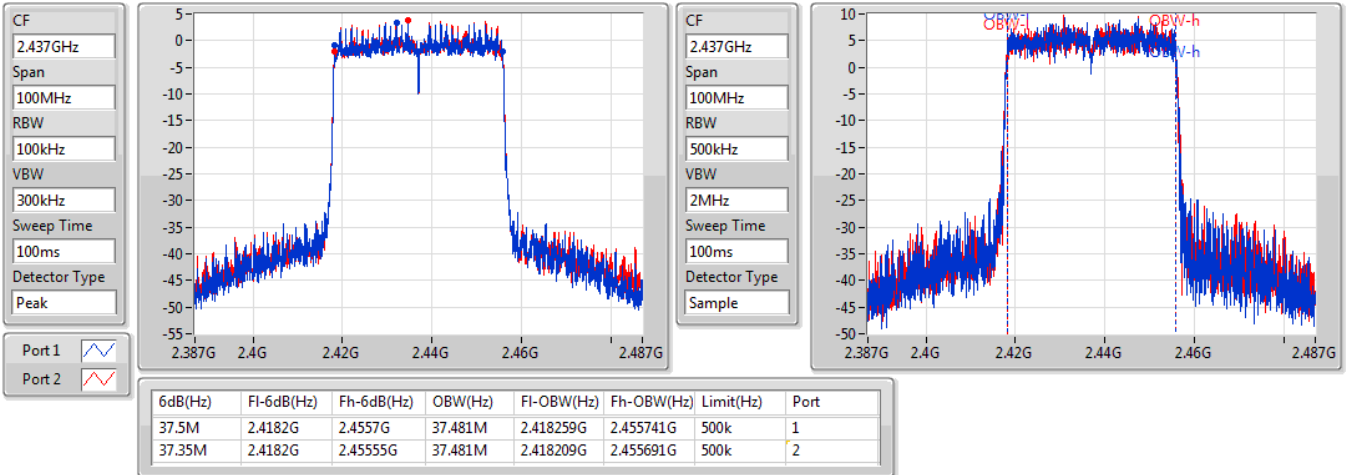 CF
2.437GHz
Span
100MHz
RBW
100kHz
VBW
300kHz
Sweep Time
100ms
Detector Type
Peak
Port 1
Port 2
5
0
-5
-10
-15
-20
-25
-30
-35
-40
-45
-50
-55
2.387G 2.4G 2.42G 2.44G 2.46G 2.487G
CF
2.437GHz
Span
100MHz
RBW
500kHz
VBW
2MHz
Sweep Time
100ms
Detector Type
Sample
10
5
0
-5
-10
-15
-20
-25
-30
-35
-40
-45
-50
OBW-h
OBW-h
2.387G 2.4G 2.42G 2.44G 2.46G 2.487G
6dB(Hz) Fl-6dB(Hz) Fh-6dB(Hz) OBW(Hz) Fl-OBW(Hz) Fh-OBW(Hz) Limit(Hz) Port
37.5M 2.4182G 2.4557G 37.481M 2.418259G 2.455741G 500k 1
37.35M 2.4182G 2.45555G 37.481M 2.418209G 2.455691G 500k 2